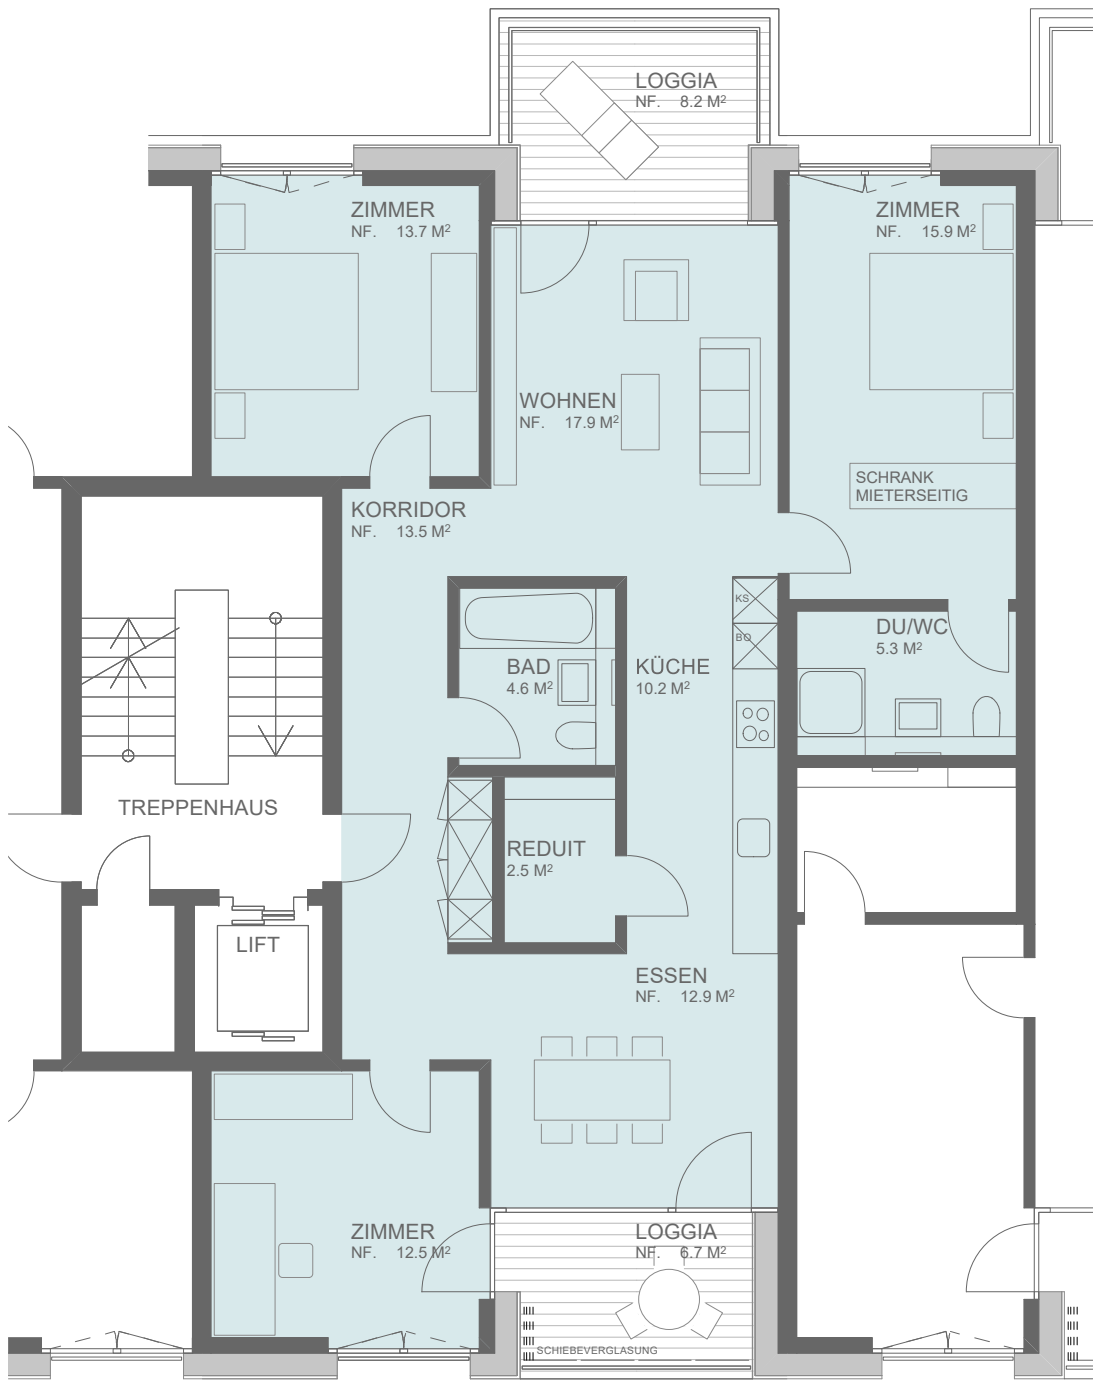 LOGGIA
NF. 8.2 M²
ZIMMER
NF. 13.7 M²
ZIMMER
NF. 15.9 M²
WOHNEN
NF. 17.9 M²
SCHRANK
MIETERSEITIG
KORRIDOR
NF. 13.5 M²
KS
BO
BAD
4.6 M²
KÜCHE
10.2 M²
DU/WC
5.3 M²
TREPPENHAUS
REDUIT
2.5 M²
LIFT
ESSEN
NF. 12.9 M²
ZIMMER
NF. 12.5 M²
LOGGIA
NF. 6.7 M²
SCHIEBEVERGLASUNG